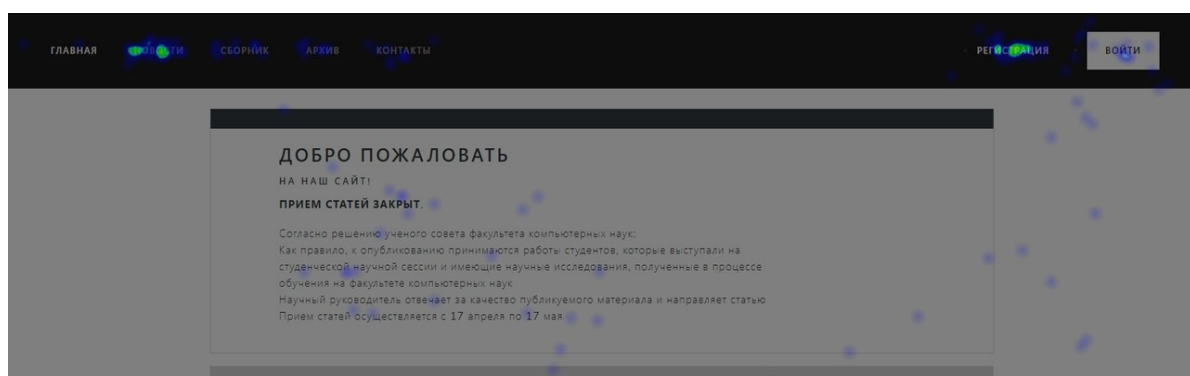 ГЛАВНАЯ НОВОСТИ СБОРНИК АРХИВ КОНТАКТЫ РЕГИСТРАЦИЯ ВОЙТИ
ДОБРО ПОЖАЛОВАТЬ
НА НАШ САЙТ!
ПРИЕМ СТАТЕЙ ЗАКРЫТ.
Согласно решению ученого совета факультета компьютерных наук:
Как правило, к опубликованию принимаются работы студентов, которые выступали на
студенческой научной сессии и имеющие научные исследования, полученные в процессе
обучения на факультете компьютерных наук
Научный руководитель отвечает за качество публикуемого материала и направляет статью
Прием статей осуществляется с 17 апреля по 17 мая